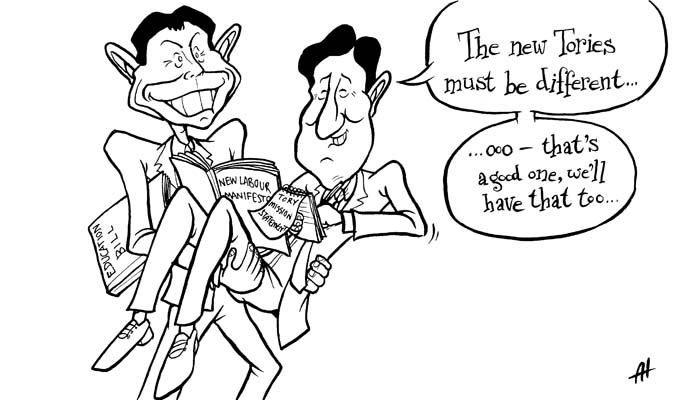 The new Tories
must be different...
...ooo – that's
a good one, we'll
have that too...
NEW LABOUR
MANIFESTO
TORY
MISSION
STATEMENT
EDUCATION
BILL
AH